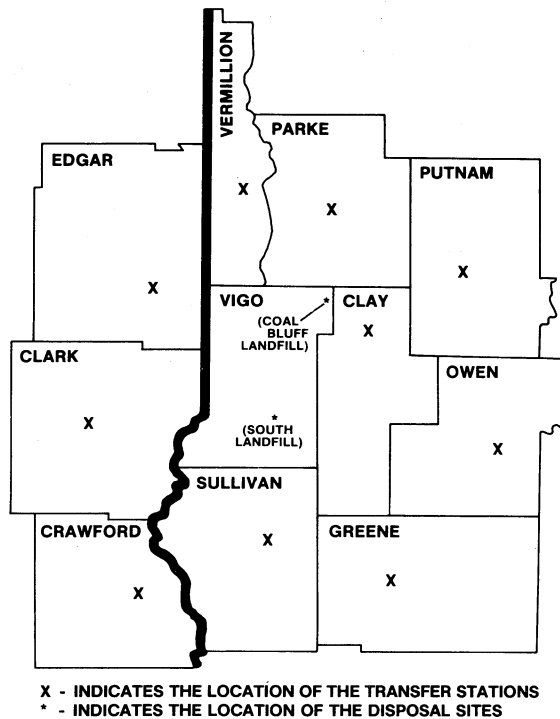 VERMILLION
PARKE
EDGAR
PUTNAM
X
X
X
X
VIGO
*
CLAY
(COAL
BLUFF
LANDFILL)
X
CLARK
OWEN
X
*
(SOUTH
LANDFILL)
X
SULLIVAN
CRAWFORD
GREENE
X
X
X
X - INDICATES THE LOCATION OF THE TRANSFER STATIONS
* - INDICATES THE LOCATION OF THE DISPOSAL SITES